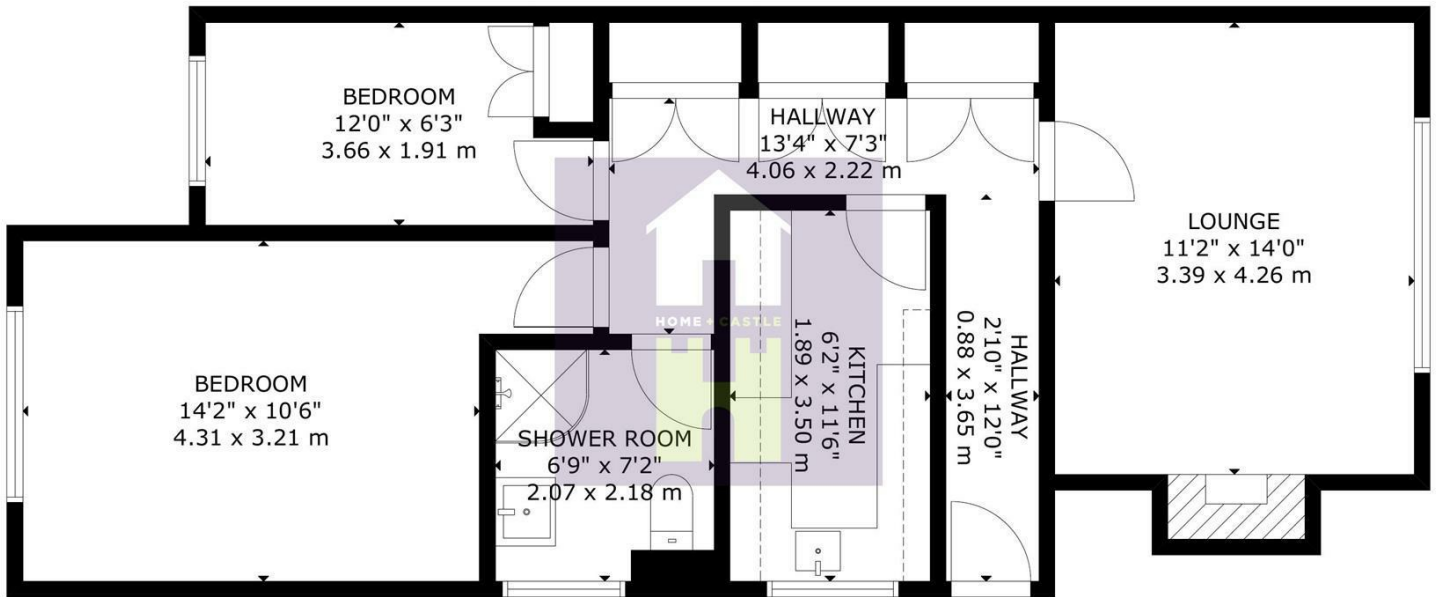 BEDROOM
12'0" x 6'3"
3.66 x 1.91 m
HALLWAY
13'4" x 7'3"
4.06 x 2.22 m
LOUNGE
11'2" x 14'0"
3.39 x 4.26 m
HOME + CASTLE
BEDROOM
14'2" x 10'6"
4.31 x 3.21 m
SHOWER ROOM
6'9" x 7'2"
2.07 x 2.18 m
KITCHEN
6'2" x 11'6"
1.89 x 3.50 m
HALLWAY
2'10" x 12'0"
0.88 x 3.65 m